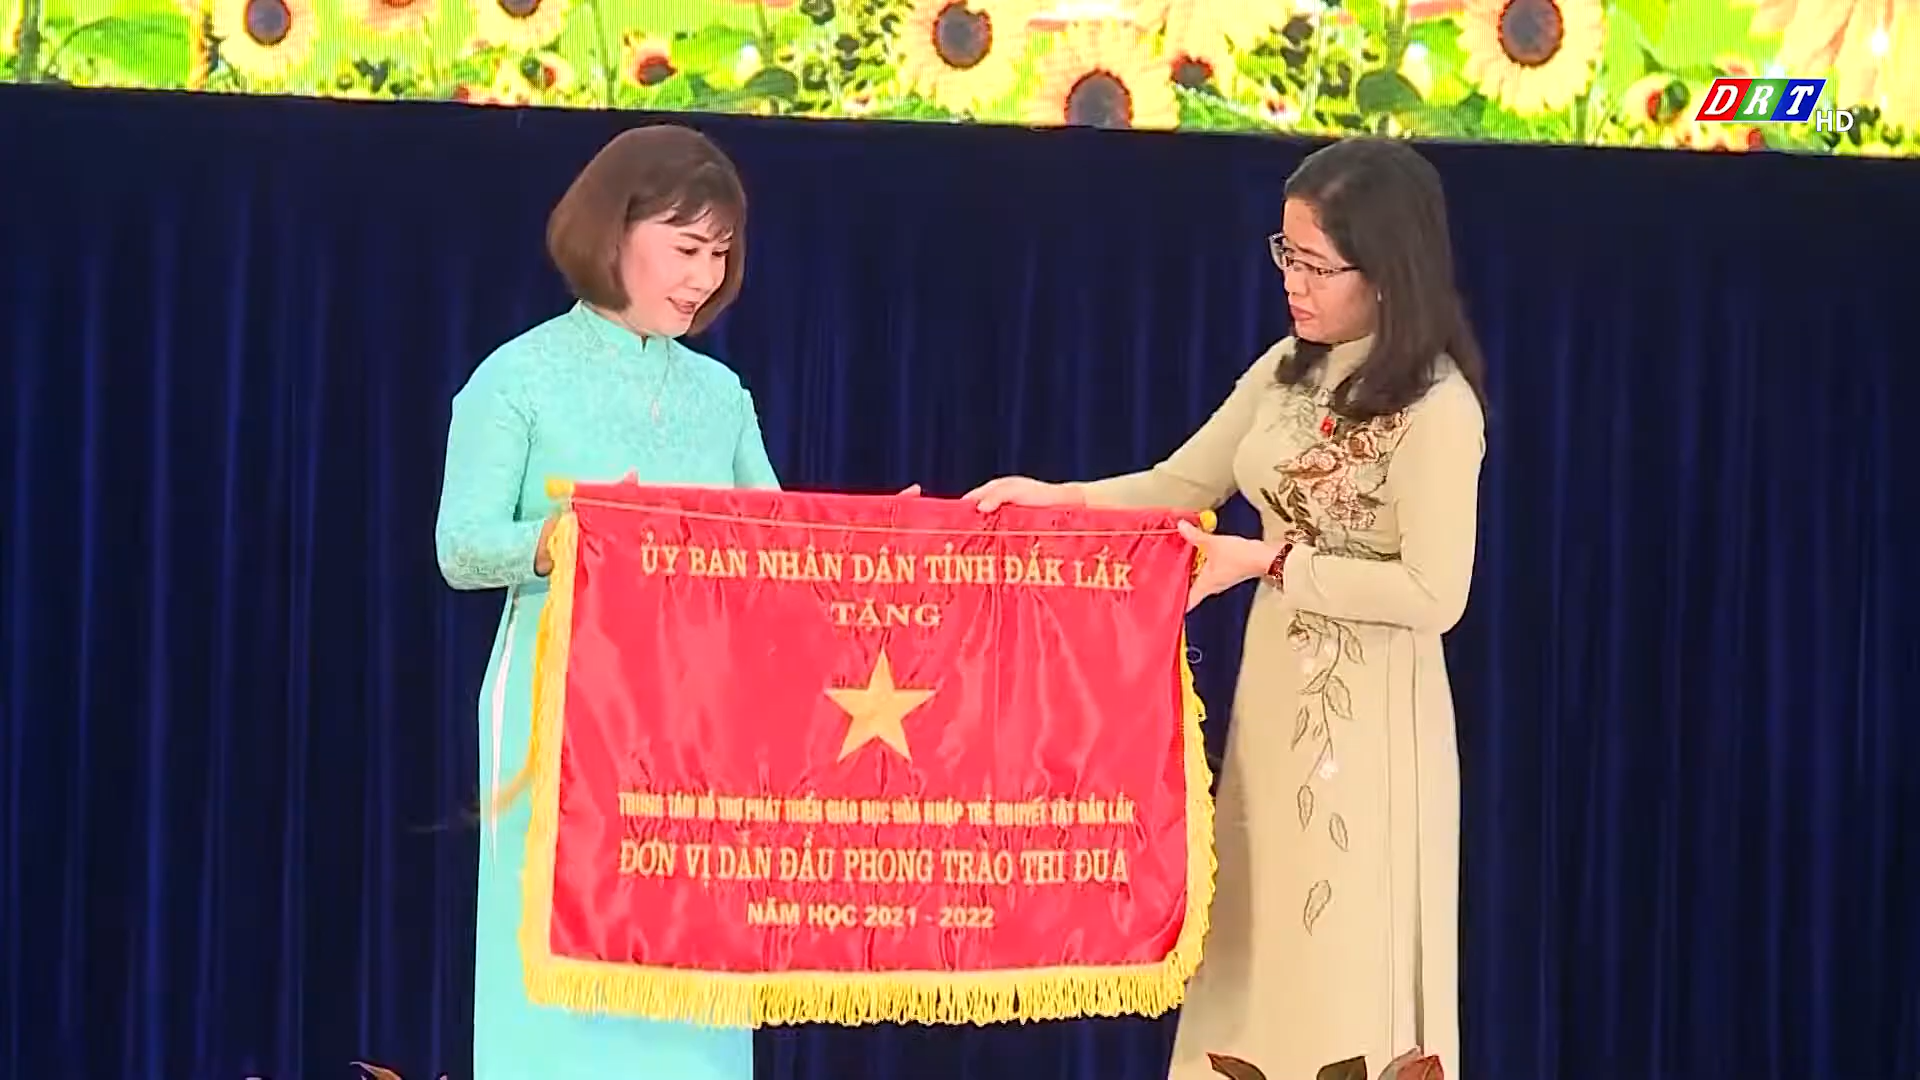 DRT HD
ỦY BAN NHÂN DÂN TỈNH ĐẮK LẮK
TẶNG
TRUNG TÂM HỖ TRỢ PHÁT TRIỂN GIÁO DỤC HÒA NHẬP TRẺ KHUYẾT TẬT ĐẮK LẮK
ĐƠN VỊ DẪN ĐẦU PHONG TRÀO THI ĐUA
NĂM HỌC 2021 - 2022